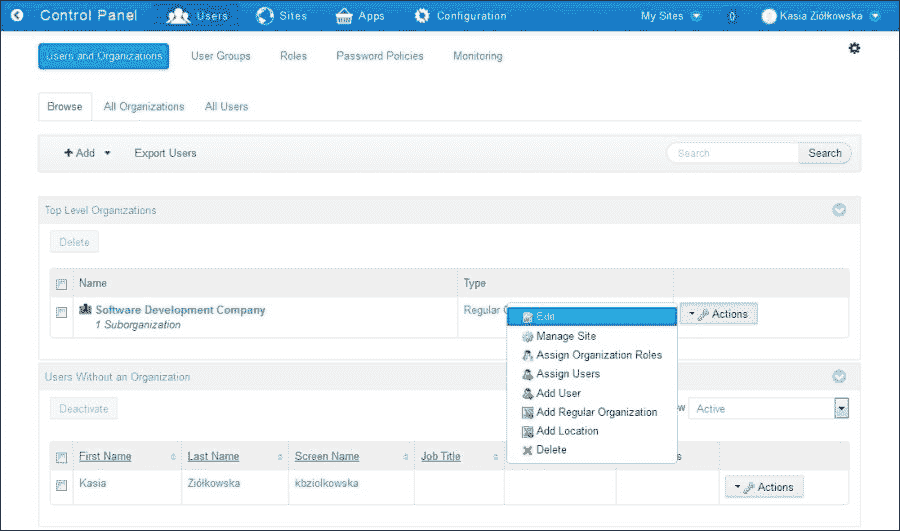 Control Panel Users Sites Apps Configuration My Sites 0 Kasia Ziółkowska
Users and Organizations User Groups Roles Password Policies Monitoring
Browse All Organizations All Users
+ Add Export Users Search Search
Top Level Organizations
Delete
Name Type
Software Development Company Regular Actions
1 Suborganization
Edit
Manage Site
Assign Organization Roles
Assign Users
Add User
Add Regular Organization
Add Location
Delete
Users Without an Organization
Deactivate Active
First Name Last Name Screen Name Job Title
Kasia Ziółkowska kbziolkowska Actions